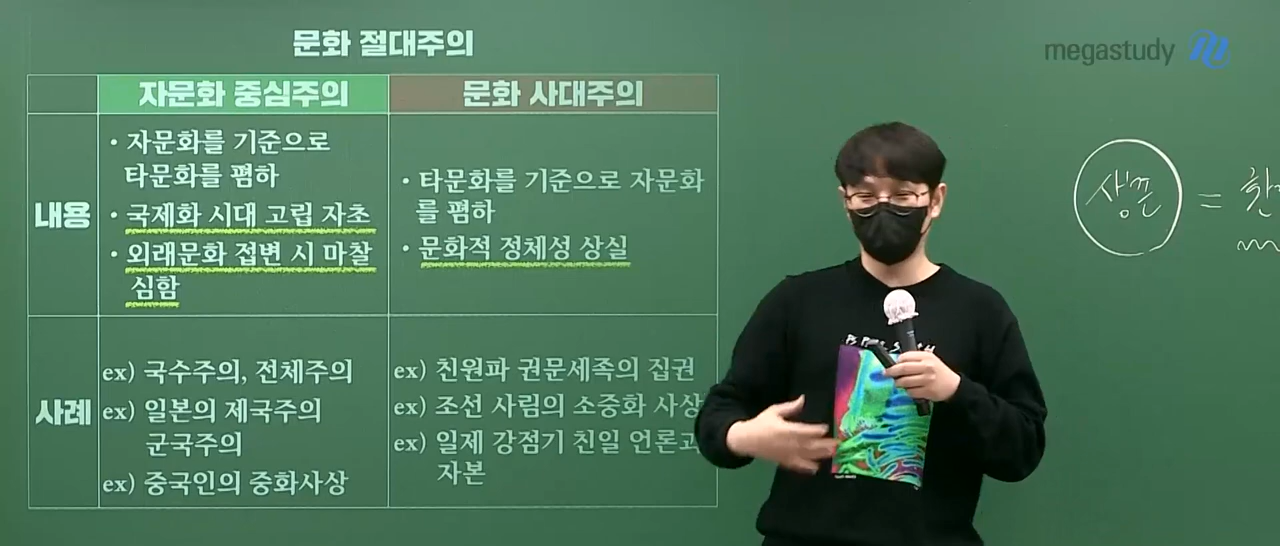 문화 절대주의
megastudy
자문화 중심주의
문화 사대주의
내용
• 자문화를 기준으로
타문화를 폄하
• 국제화 시대 고립 자초
• 외래문화 접변 시 마찰
심함
• 타문화를 기준으로 자문화
를 폄하
• 문화적 정체성 상실
사례
ex) 국수주의, 전체주의
ex) 일본의 제국주의
군국주의
ex) 중국인의 중화사상
ex) 친원파 권문세족의 집권
ex) 조선 사림의 소중화 사상
ex) 일제 강점기 친일 언론과
자본
생존 =